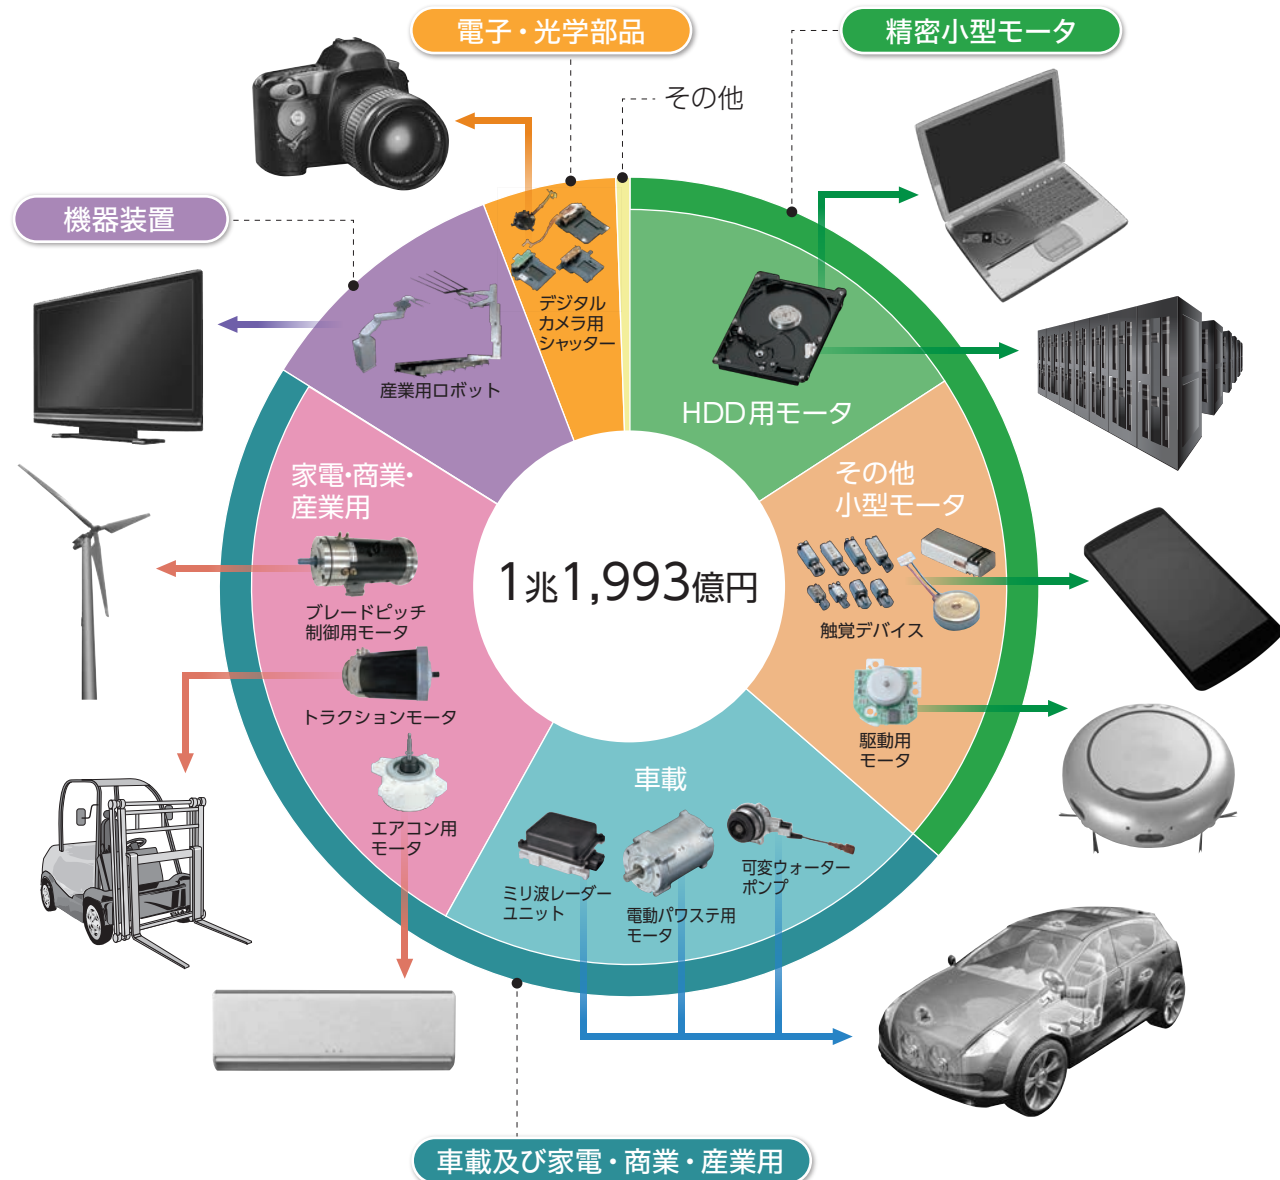 電子・光学部品
精密小型モータ
その他
機器装置
デジタル
カメラ用
シャッター
産業用ロボット
HDD用モータ
家電・商業・
産業用
その他
小型モータ
1兆1,993億円
ブレードピッチ
制御用モータ
触覚デバイス
トラクションモータ
駆動用
モータ
車載
エアコン用
モータ
可変ウォーター
ポンプ
ミリ波レーダー
ユニット
電動パワステ用
モータ
車載及び家電・商業・産業用